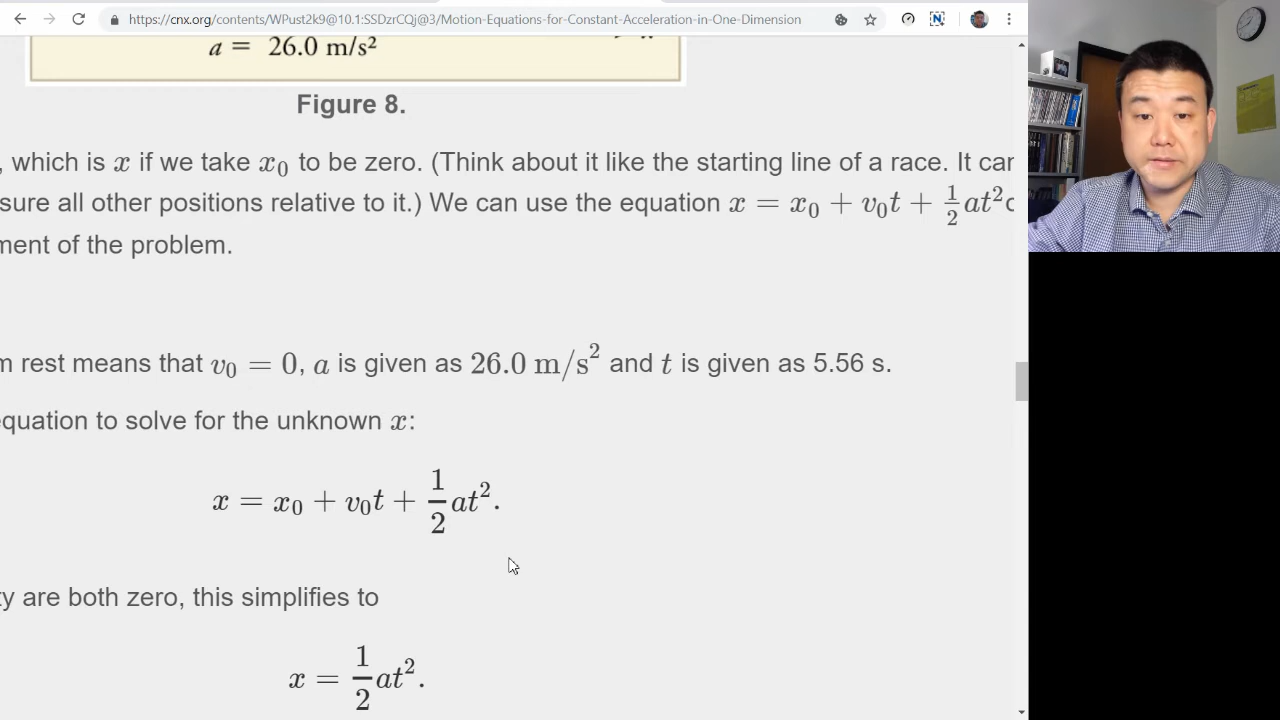 https://cnx.org/contents/WPust2k9@10.1:SSDzrCQj@3/Motion-Equations-for-Constant-Acceleration-in-One-Dimension
a = 26.0 m/s²
Figure 8.
, which is x if we take x₀ to be zero. (Think about it like the starting line of a race. It can
sure all other positions relative to it.) We can use the equation x = x₀ + v₀t + ½at²
ment of the problem.
m rest means that v₀ = 0, a is given as 26.0 m/s² and t is given as 5.56 s.
equation to solve for the unknown x:
x = x₀ + v₀t + ½at².
ty are both zero, this simplifies to
x = ½at².